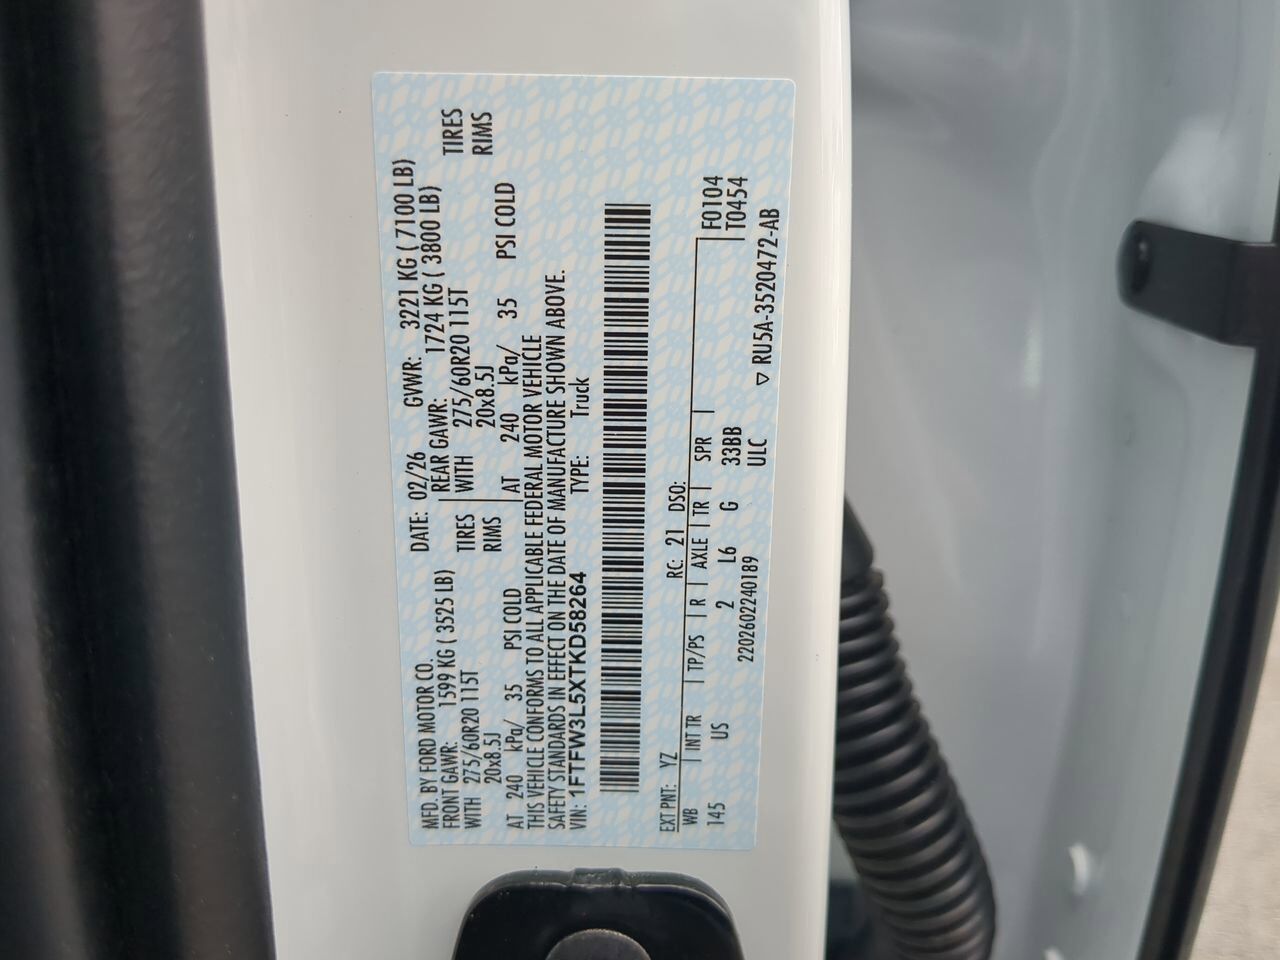 MFD. BY FORD MOTOR CO. DATE: 02/26 GVWR: 3221 KG ( 7100 LB)
FRONT GAWR: 1599 KG ( 3525 LB) REAR GAWR: 1724 KG ( 3800 LB)
WITH 275/60R20 115T TIRES WITH 275/60R20 115T TIRES
20x8.5J RIMS 20x8.5J RIMS
AT 240 kPa/ 35 PSI COLD AT 240 kPa/ 35 PSI COLD
THIS VEHICLE CONFORMS TO ALL APPLICABLE FEDERAL MOTOR VEHICLE
SAFETY STANDARDS IN EFFECT ON THE DATE OF MANUFACTURE SHOWN ABOVE.
VIN: 1FTFW3L5XTKD58264 TYPE: Truck
EXT PNT: YZ RC: 21 DSO:
WB INT TR TP/PS R AXLE TR SPR F0104
145 US 2 L6 G 33BB T0454
2202602240189 ULC
▽ RU5A-3520472-AB